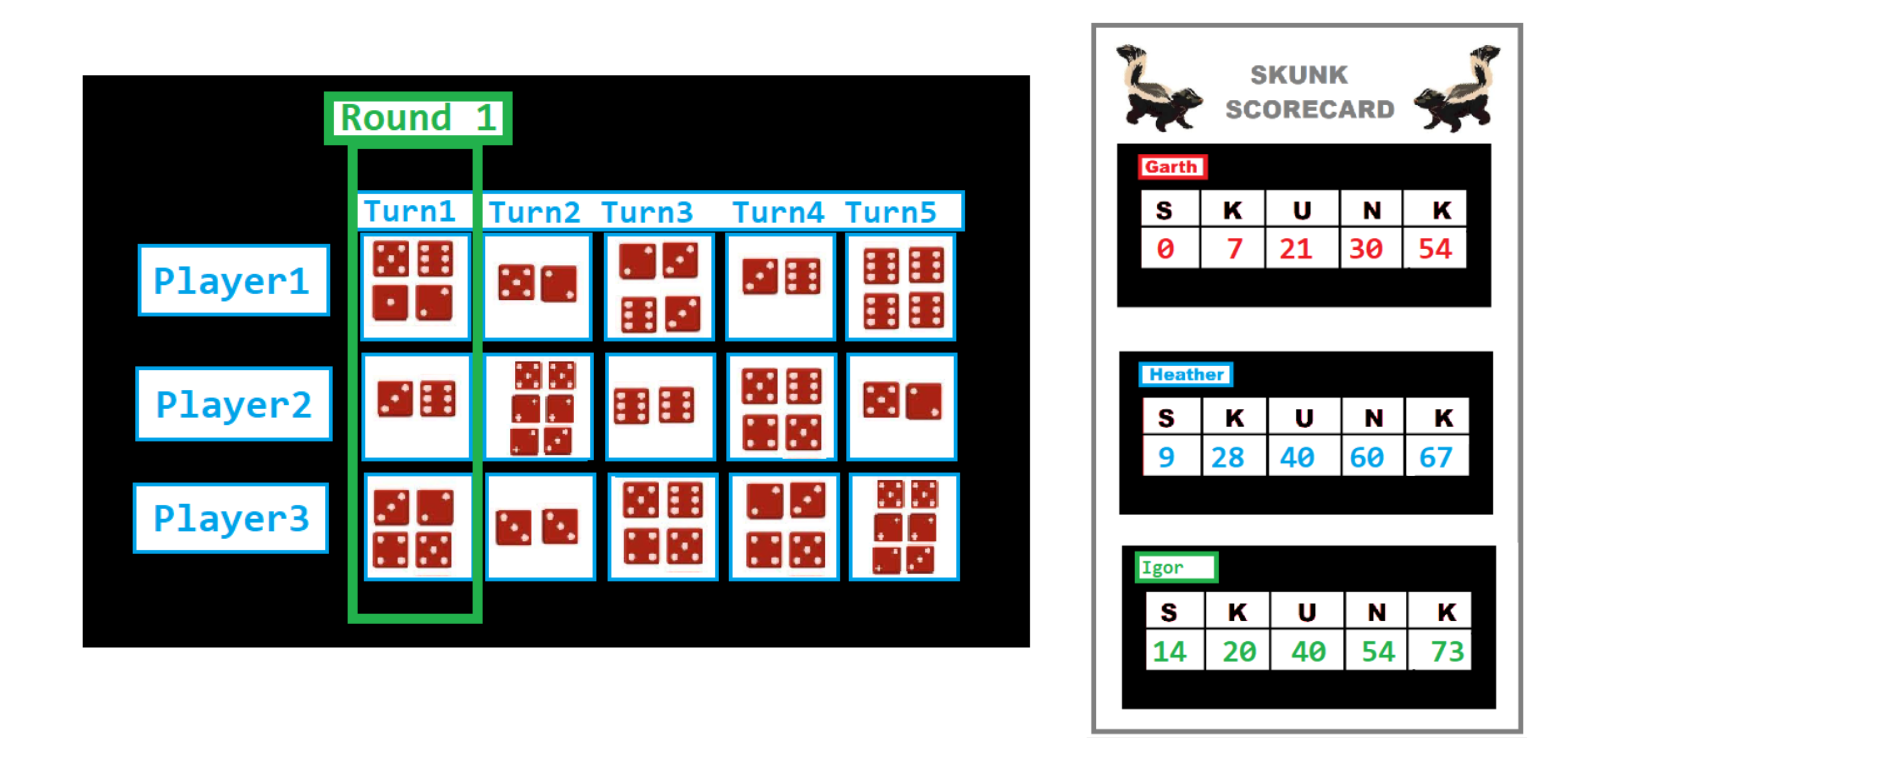 Round 1
Turn1 Turn2 Turn3 Turn4 Turn5
Player1
Player2
Player3
SKUNK
SCORECARD
Garth
S K U N K
0 7 21 30 54
Heather
S K U N K
9 28 40 60 67
Igor
S K U N K
14 20 40 54 73